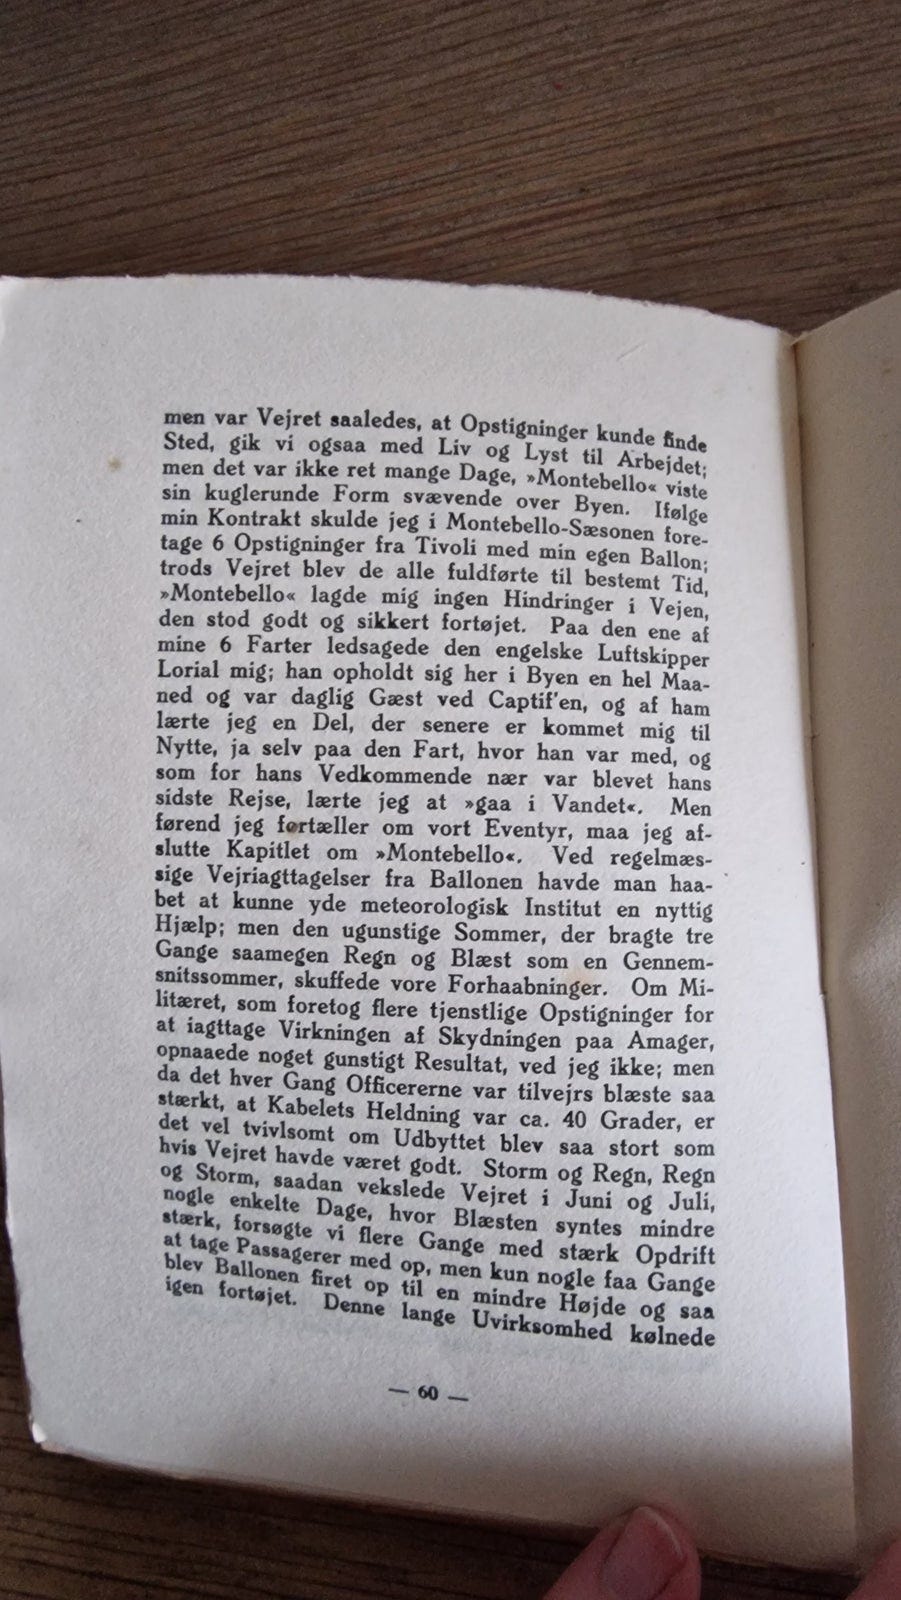 men var Vejret saaledes, at Opstigninger kunde finde
Sted, gik vi ogsaa med Liv og Lyst til Arbejdet;
men det var ikke ret mange Dage, »Montebello« viste
sin kuglerunde Form svævende over Byen. Ifølge
min Kontrakt skulde jeg i Montebello-Sæsonen fore-
tage 6 Opstigninger fra Tivoli med min egen Ballon;
trods Vejret blev de alle fuldførte til bestemt Tid,
»Montebello« lagde mig ingen Hindringer i Vejen,
den stod godt og sikkert fortøjet. Paa den ene af
mine 6 Farter ledsagede den engelske Luftskipper
Lorial mig; han opholdt sig her i Byen en hel Maa-
ned og var daglig Gæst ved Captif'en, og af ham
lærte jeg en Del, der senere er kommet mig til
Nytte, ja selv paa den Fart, hvor han var med, og
som for hans Vedkommende nær var blevet hans
sidste Rejse, lærte jeg at »gaa i Vandet«. Men
førend jeg fortæller om vort Eventyr, maa jeg af-
slutte Kapitlet om »Montebello«. Ved regelmæs-
sige Vejriagttagelser fra Ballonen havde man haa-
bet at kunne yde meteorologisk Institut en nyttig
Hjælp; men den ugunstige Sommer, der bragte tre
Gange saamegen Regn og Blæst som en Gennem-
snitssommer, skuffede vore Forhaabninger. Om Mi-
litæret, som foretog flere tjenstlige Opstigninger for
at iagttage Virkningen af Skydningen paa Amager,
opnaaede noget gunstigt Resultat, ved jeg ikke; men
da det hver Gang Officererne var tilvejrs blæste saa
stærkt, at Kabelets Heldning var ca. 40 Grader, er
det vel tvivlsomt om Udbyttet blev saa stort som
hvis Vejret havde været godt. Storm og Regn, Regn
og Storm, saadan vekslede Vejret i Juni og Juli,
nogle enkelte Dage, hvor Blæsten syntes mindre
stærk, forsøgte vi flere Gange med stærk Opdrift
at tage Passagerer med op, men kun nogle faa Gange
blev Ballonen firet op til en mindre Højde og saa
igen fortøjet. Denne lange Uvirksomhed kølnede
— 60 —